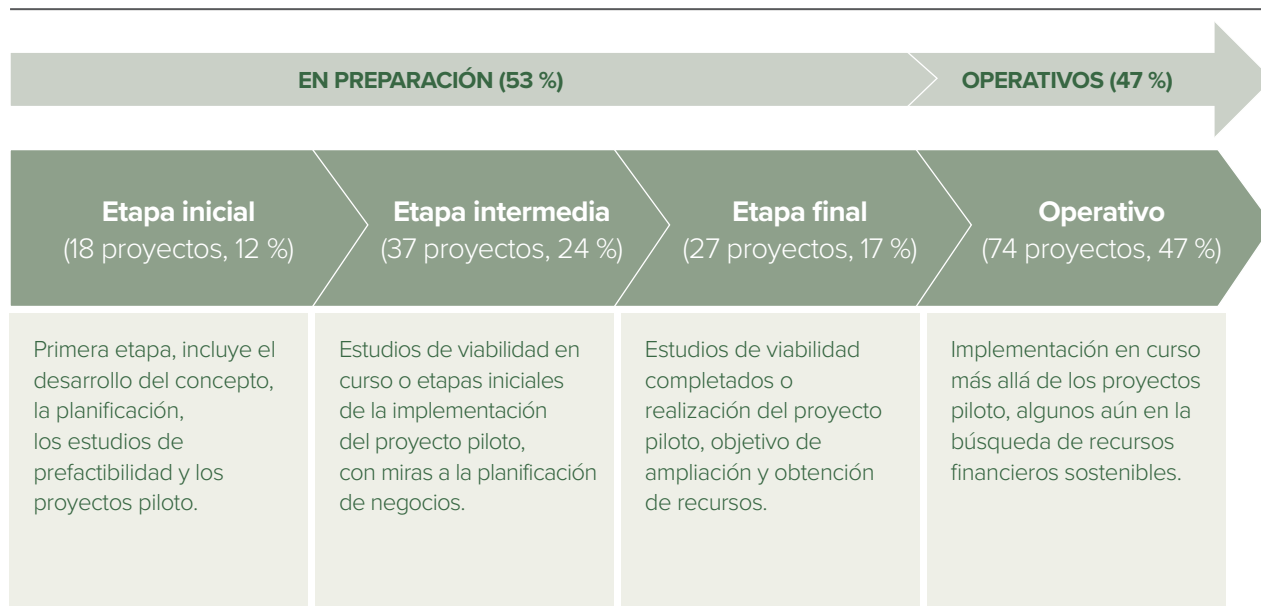 EN PREPARACIÓN (53 %)
OPERATIVOS (47 %)
Etapa inicial
(18 proyectos, 12 %)
Etapa intermedia
(37 proyectos, 24 %)
Etapa final
(27 proyectos, 17 %)
Operativo
(74 proyectos, 47 %)
Primera etapa, incluye el
desarrollo del concepto,
la planificación,
los estudios de
prefactibilidad y los
proyectos piloto.
Estudios de viabilidad en
curso o etapas iniciales
de la implementación
del proyecto piloto,
con miras a la planificación
de negocios.
Estudios de viabilidad
completados o
realización del proyecto
piloto, objetivo de
ampliación y obtención
de recursos.
Implementación en curso
más allá de los proyectos
piloto, algunos aún en la
búsqueda de recursos
financieros sostenibles.